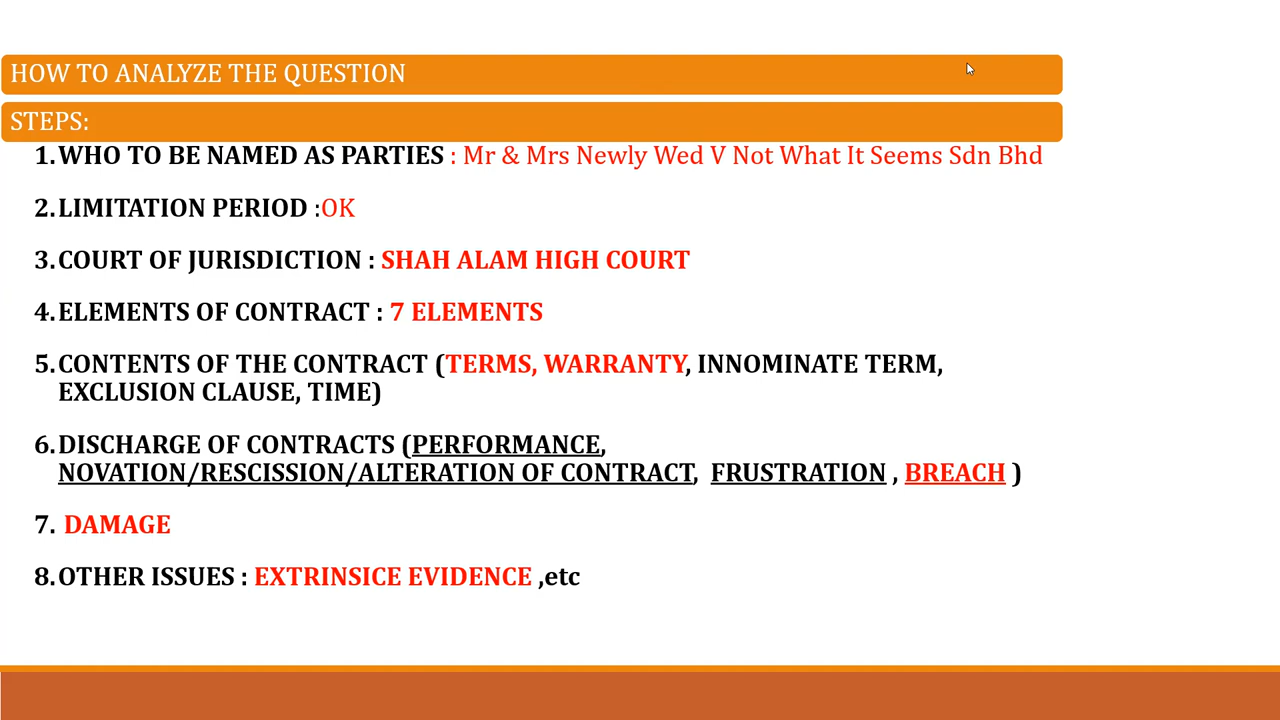 HOW TO ANALYZE THE QUESTION
STEPS:
1. WHO TO BE NAMED AS PARTIES : Mr & Mrs Newly Wed V Not What It Seems Sdn Bhd
2. LIMITATION PERIOD :OK
3. COURT OF JURISDICTION : SHAH ALAM HIGH COURT
4. ELEMENTS OF CONTRACT : 7 ELEMENTS
5. CONTENTS OF THE CONTRACT (TERMS, WARRANTY, INNOMINATE TERM,
EXCLUSION CLAUSE, TIME)
6. DISCHARGE OF CONTRACTS (PERFORMANCE,
NOVATION/RESCISSION/ALTERATION OF CONTRACT, FRUSTRATION , BREACH )
7. DAMAGE
8. OTHER ISSUES : EXTRINSICE EVIDENCE ,etc